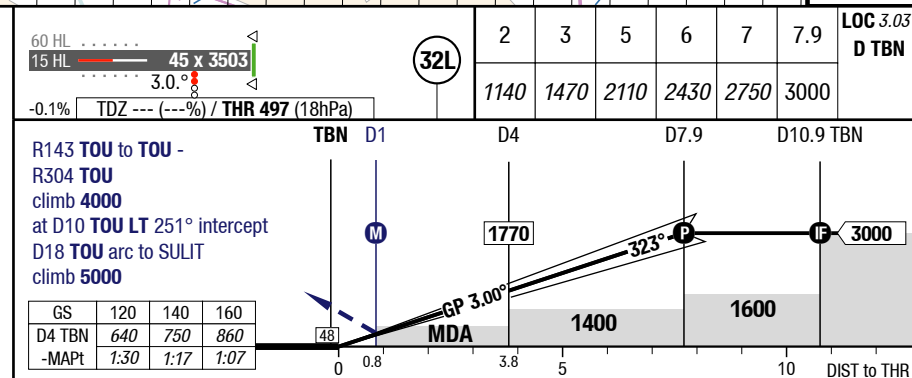 60 HL
15 HL 45 x 3503
3.0.°
-0.1% TDZ --- (---%) / THR 497 (18hPa)
32L
2 3 5 6 7 7.9 LOC 3.03
D TBN
1140 1470 2110 2430 2750 3000
TBN D1 D4 D7.9 D10.9 TBN
R143 TOU to TOU -
R304 TOU
climb 4000
at D10 TOU LT 251° intercept
D18 TOU arc to SULIT
climb 5000
M 1770 323° P IF 3000
GP 3.00°
48 MDA 1400 1600
GS 120 140 160
D4 TBN 640 750 860
-MAPt 1:30 1:17 1:07
0 0.8 3.8 5 10 DIST to THR